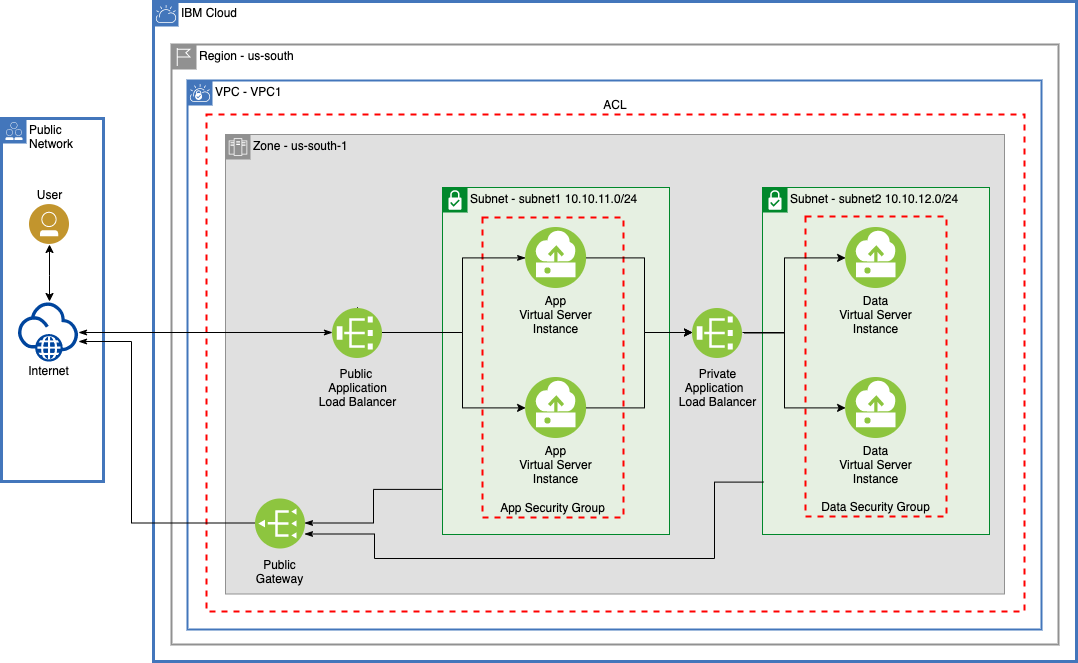 IBM Cloud
Region - us-south
VPC - VPC1
ACL
Public
Network
Zone - us-south-1
User
Subnet - subnet1 10.10.11.0/24
Subnet - subnet2 10.10.12.0/24
App
Virtual Server
Instance
Data
Virtual Server
Instance
Internet
Public
Application
Load Balancer
Private
Application
Load Balancer
App
Virtual Server
Instance
Data
Virtual Server
Instance
App Security Group
Data Security Group
Public
Gateway